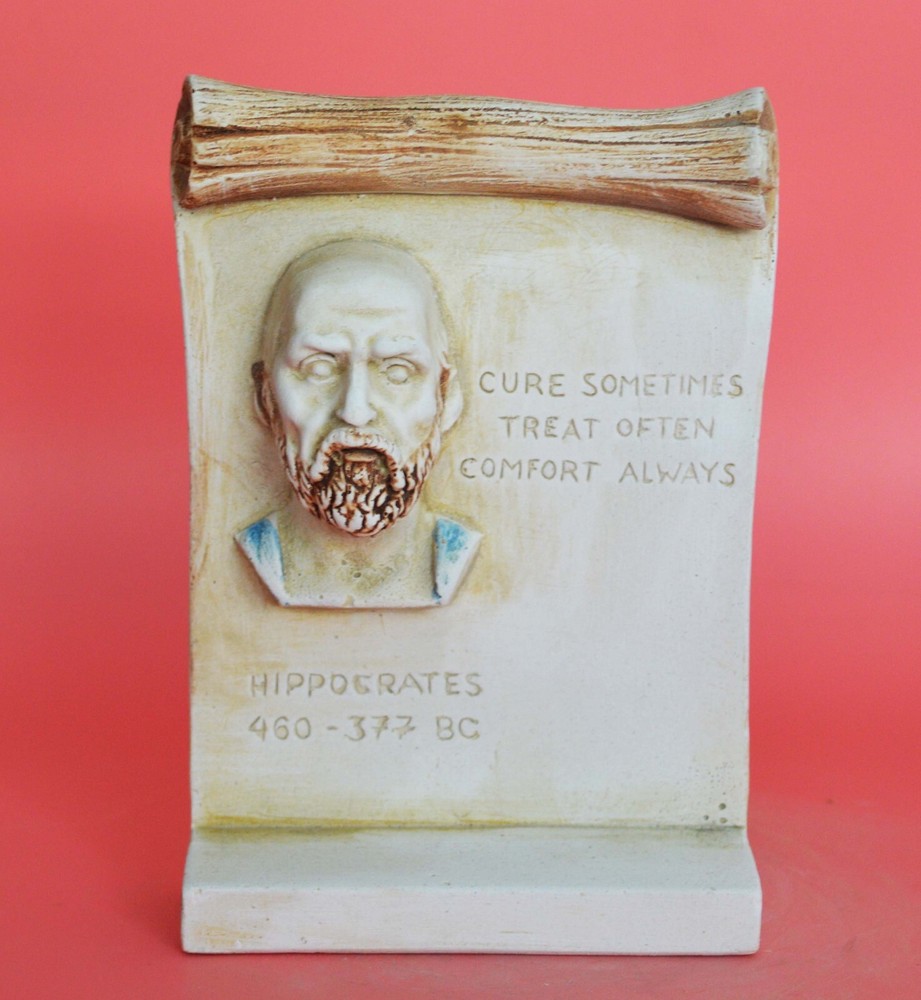 CURE SOMETIMES
TREAT OFTEN
COMFORT ALWAYS
HIPPOCRATES
460 - 377 BC